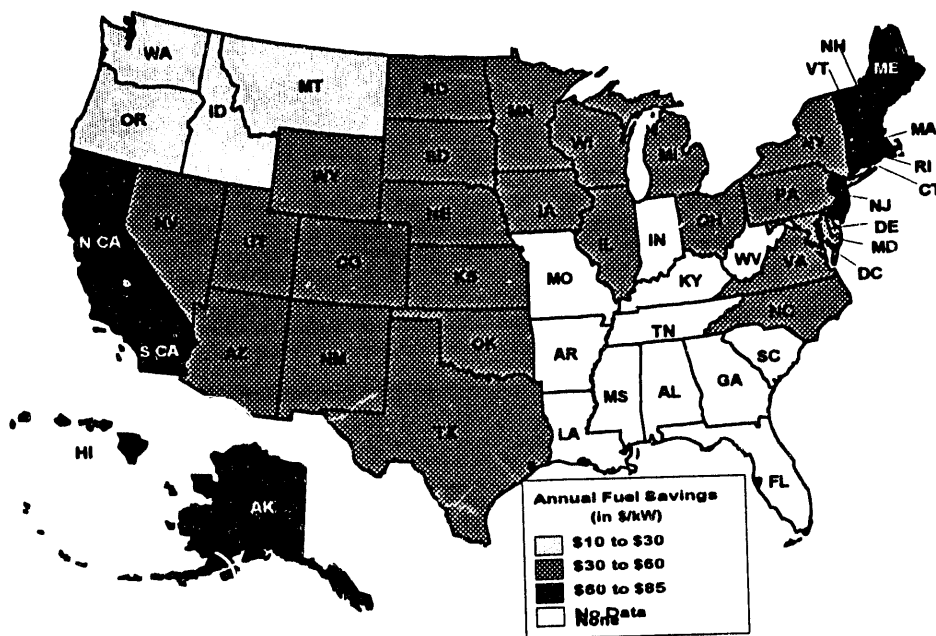 WA
OR
ID
MT
ND
MN
SD
WY
NE
IA
WI
MI
IL
IN
OH
PA
NY
NH
VT
ME
MA
RI
CT
NJ
DE
MD
DC
WV
VA
KY
NC
TN
SC
GA
AL
MS
FL
LA
AR
MO
KS
OK
TX
NM
AZ
CO
UT
NV
N CA
S CA
HI
AK
Annual Fuel Savings
(in $/kW)
$10 to $30
$30 to $60
$60 to $85
No Data
None